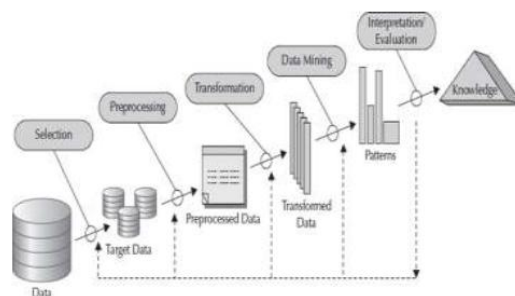 Interpretation/
Evaluation
Data Mining
Transformation
Preprocessing
Selection
Knowledge
Patterns
Transformed
Data
Preprocessed Data
Target Data
Data